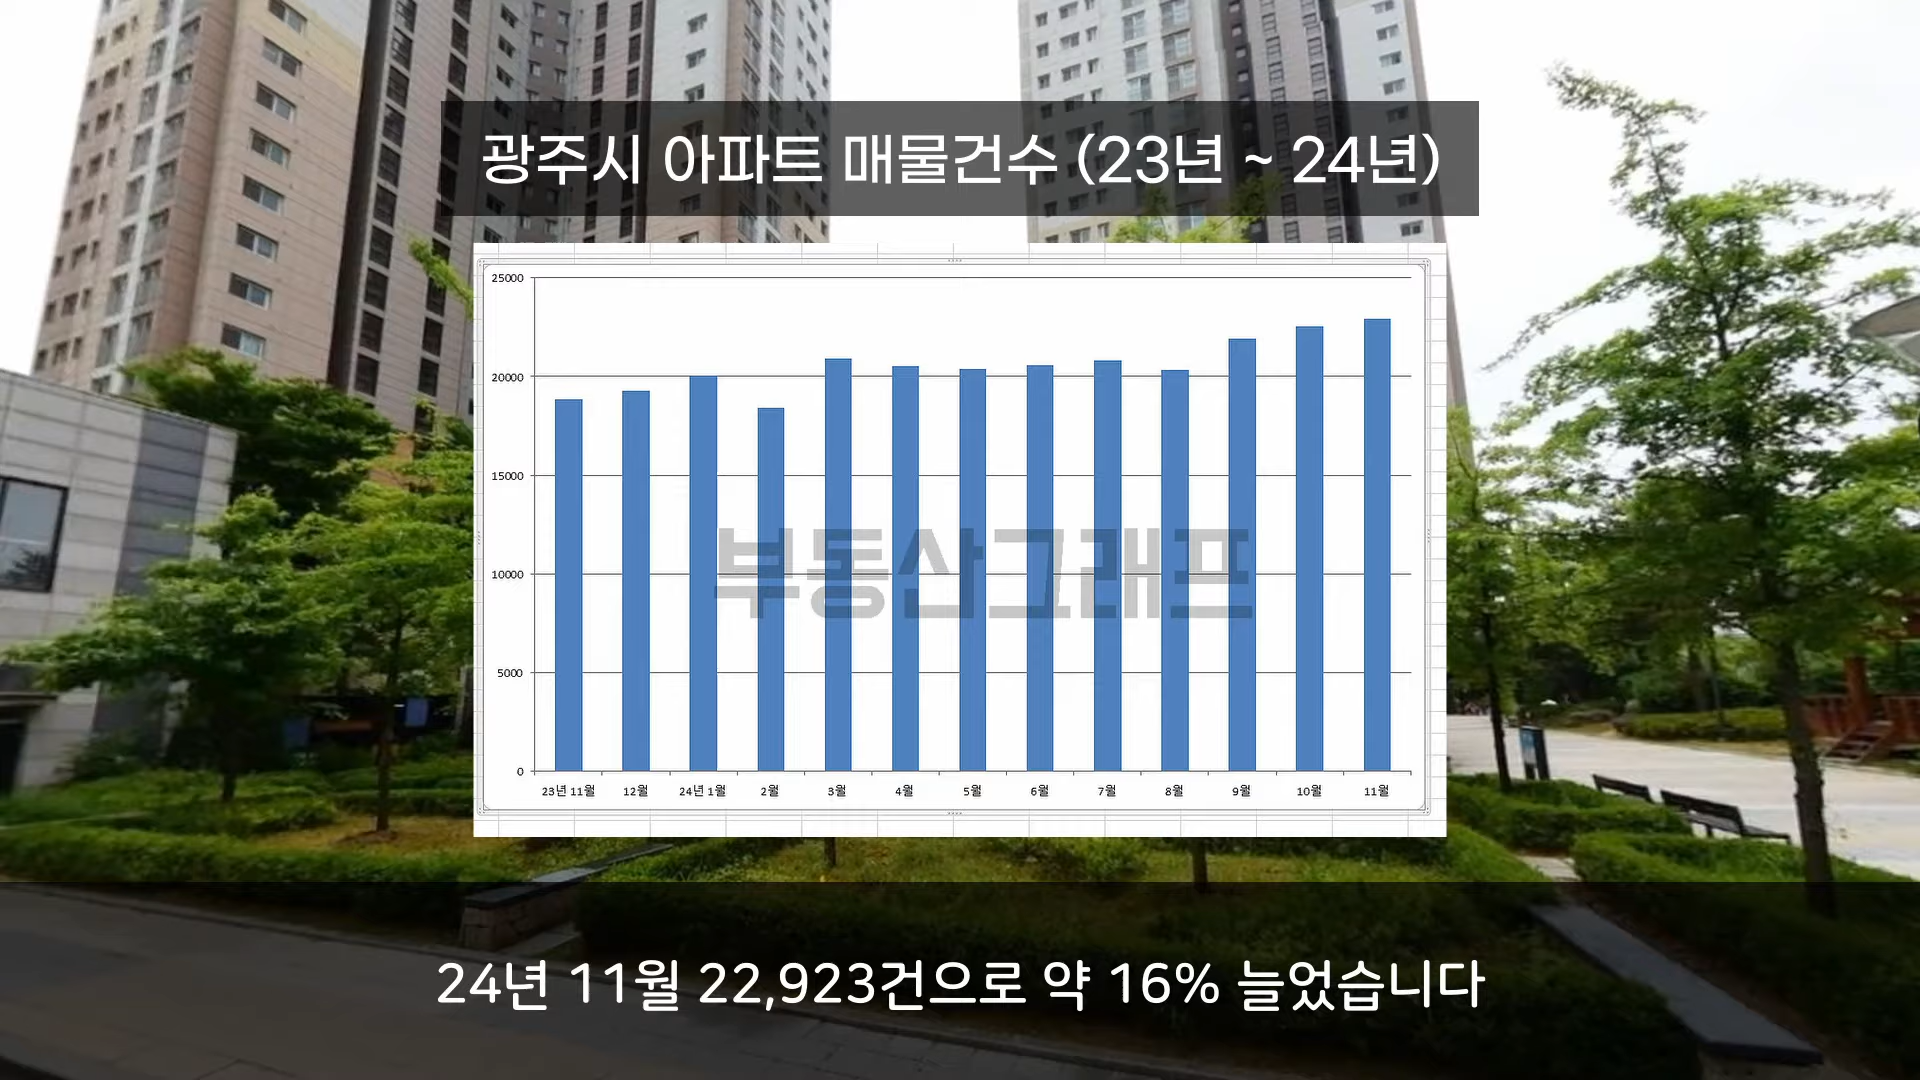 광주시 아파트 매물건수 (23년 ~ 24년)
25000
20000
15000
10000
5000
0
부동산그래프
23년 11월 12월 24년 1월 2월 3월 4월 5월 6월 7월 8월 9월 10월 11월
24년 11월 22,923건으로 약 16% 늘었습니다